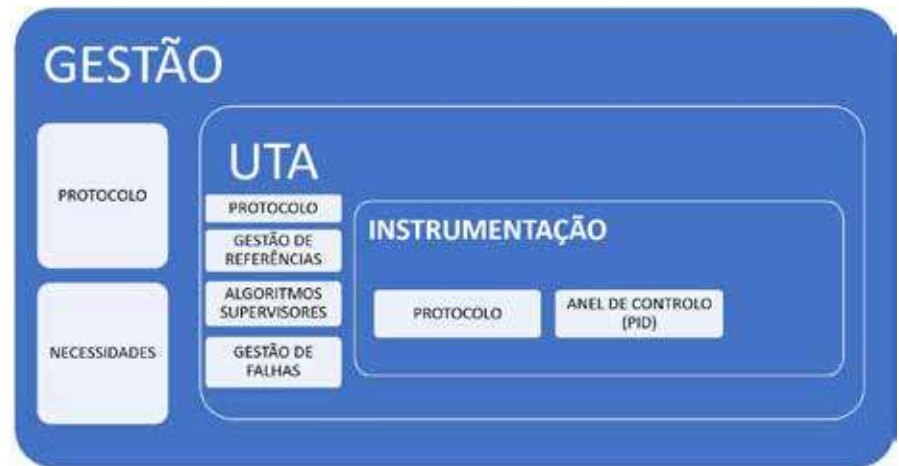 GESTÃO
PROTOCOLO
NECESSIDADES
UTA
PROTOCOLO
GESTÃO DE
REFERÊNCIAS
ALGORITMOS
SUPERVISORES
GESTÃO DE
FALHAS
INSTRUMENTAÇÃO
PROTOCOLO
ANEL DE CONTROLO
(PID)